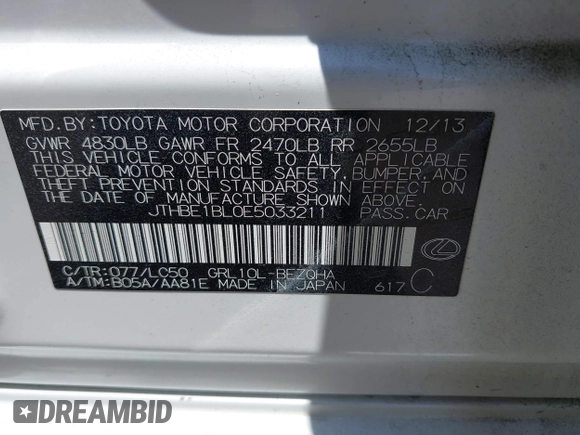 MFD.BY: TOYOTA MOTOR CORPORATION 12/13
GVWR 4830LB GAWR FR 2470LB RR 2655LB
THIS VEHICLE CONFORMS TO ALL APPLICABLE
FEDERAL MOTOR VEHICLE SAFETY, BUMPER, AND
THEFT PREVENTION STANDARDS IN EFFECT ON
THE DATE OF MANUFACTURE SHOWN ABOVE.
JTHBE1BL0E5033211 PASS.CAR
C/TR:077/LC50 GRL10L-BEZQHA
A/TM:B05A/AA81E MADE IN JAPAN 617 C
DREAMBID